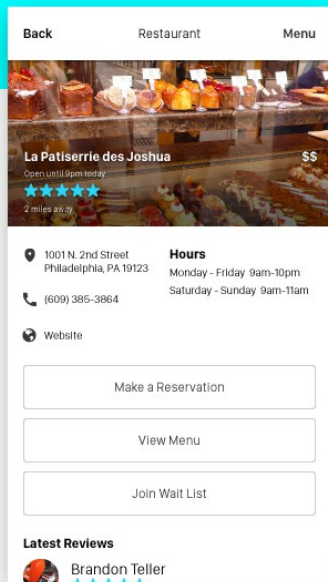 Back Restaurant Menu
La Patiserrie des Joshua $$
Open until 9pm today
2 miles away
1001 N. 2nd Street
Philadelphia, PA 19123
(609) 385-3864
Website
Hours
Monday - Friday 9am-10pm
Saturday - Sunday 9am-11am
Make a Reservation
View Menu
Join Wait List
Latest Reviews
Brandon Teller